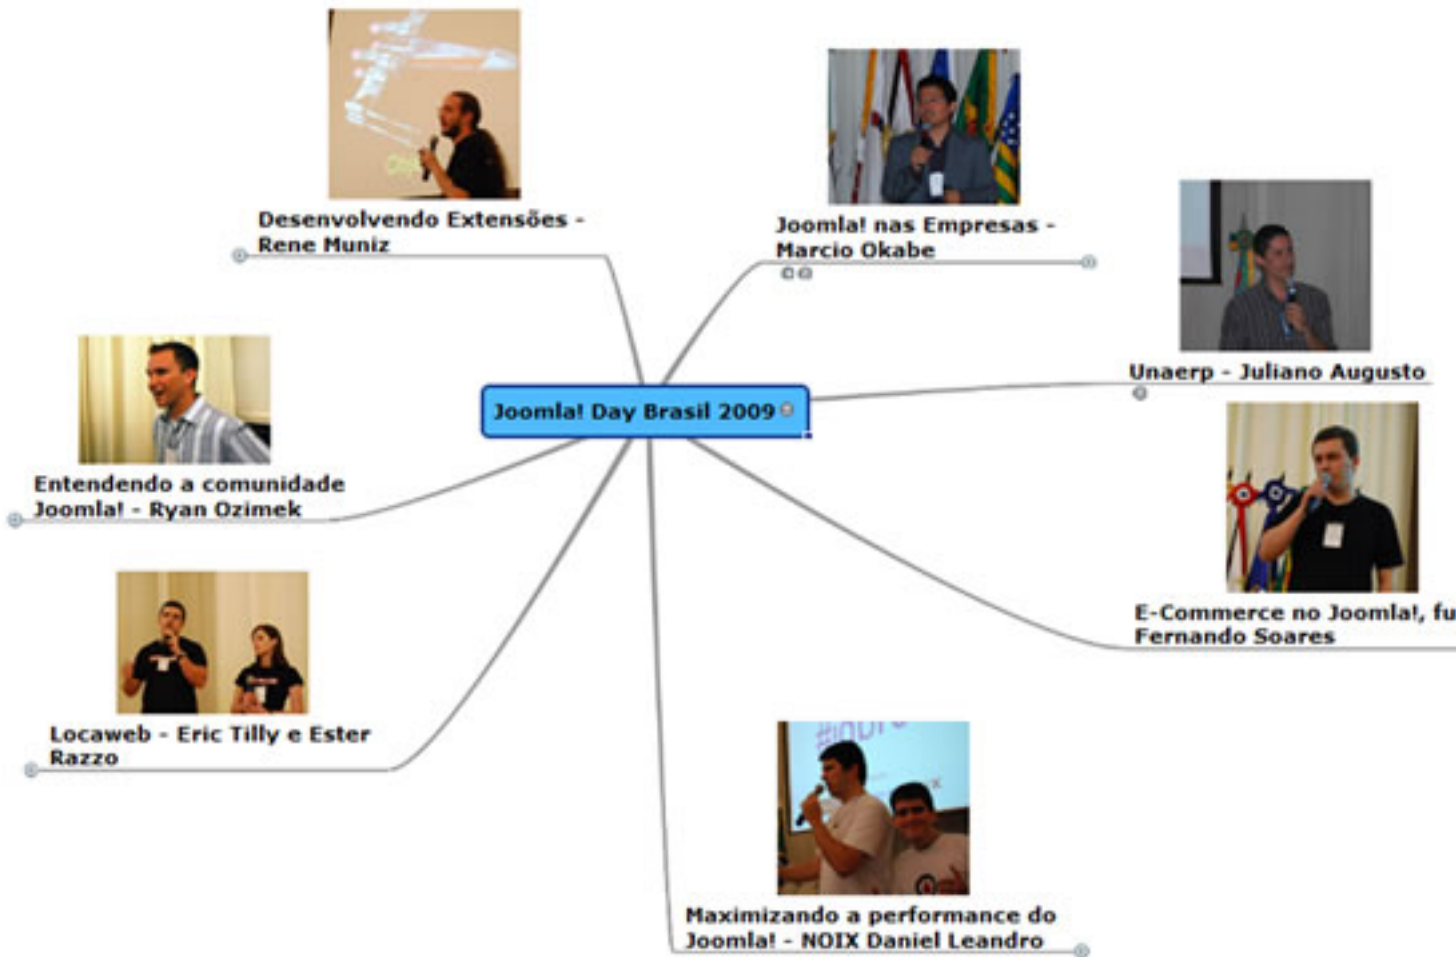 Desenvolvendo Extensões -
Rene Muniz
Joomla! nas Empresas -
Marcio Okabe
Unaerp - Juliano Augusto
Joomla! Day Brasil 2009
Entendendo a comunidade
Joomla! - Ryan Ozimek
E-Commerce no Joomla!, fu
Fernando Soares
Locaweb - Eric Tilly e Ester
Razzo
Maximizando a performance do
Joomla! - NOIX Daniel Leandro